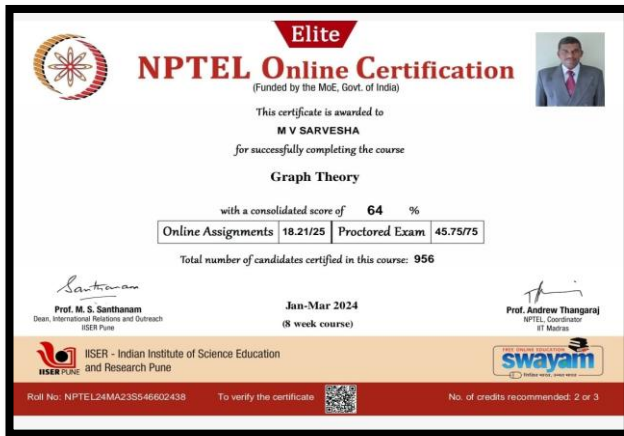 Elite
NPTEL Online Certification
(Funded by the MoE, Govt. of India)
This certificate is awarded to
M V SARVESHA
for successfully completing the course
Graph Theory
with a consolidated score of 64 %
Online Assignments 18.21/25 Proctored Exam 45.75/75
Total number of candidates certified in this course: 956
Santhanam
Prof. M. S. Santhanam
Dean, International Relations and Outreach
IISER Pune
Jan-Mar 2024
(8 week course)
Prof. Andrew Thangaraj
NPTEL, Coordinator
IIT Madras
IISER PUNE
IISER - Indian Institute of Science Education
and Research Pune
FREE ONLINE EDUCATION
swayam
शिक्षित भारत, उन्नत भारत
Roll No: NPTEL24MA23S546602438 To verify the certificate No. of credits recommended: 2 or 3